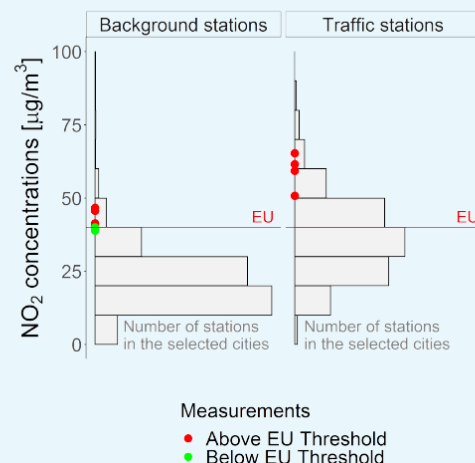 Background stations
Traffic stations
NO₂ concentrations [µg/m³]
100
75
50
25
0
EU
EU
Number of stations
in the selected cities
Number of stations
in the selected cities
Measurements
Above EU Threshold
Below EU Threshold